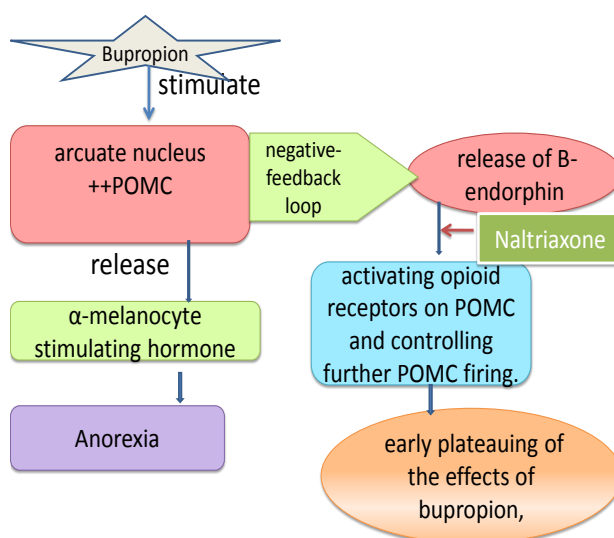 Bupropion
stimulate
arcuate nucleus
++POMC
negative-
feedback
loop
release of B-
endorphin
Naltriaxone
release
activating opioid
receptors on POMC
and controlling
further POMC firing.
α-melanocyte
stimulating hormone
Anorexia
early plateauing of
the effects of
bupropion,